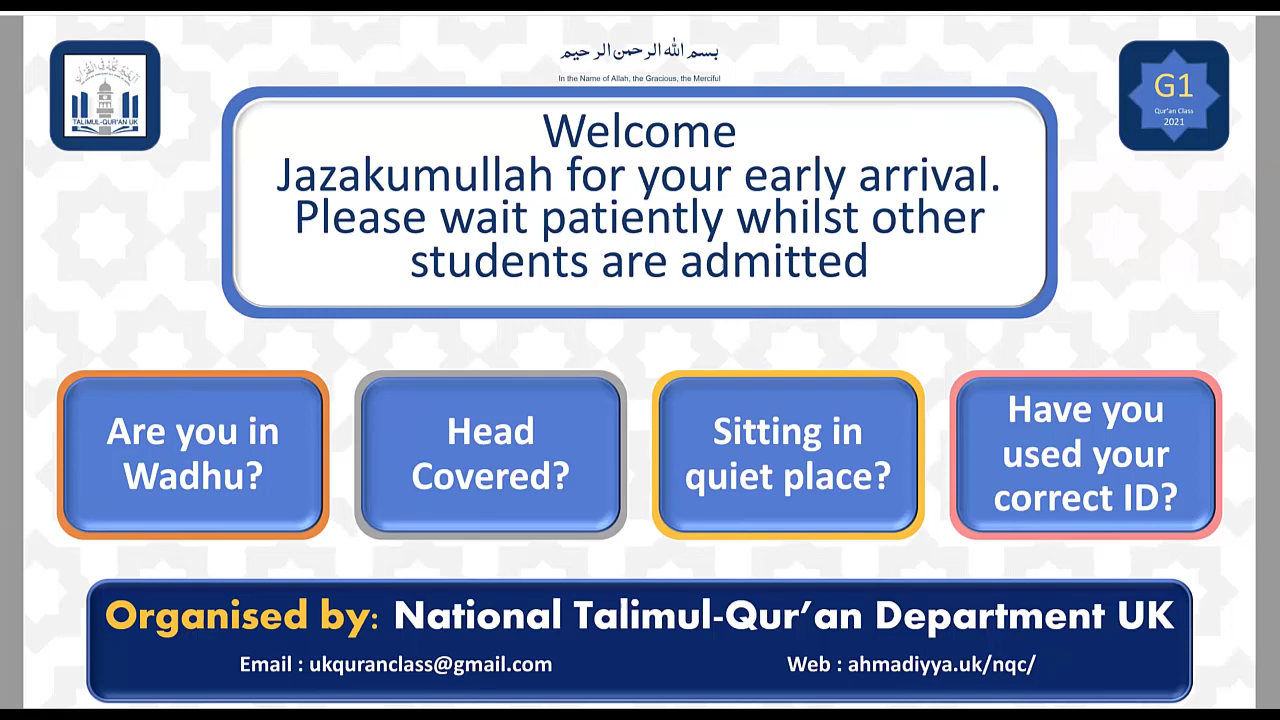 بسم الله الرحمن الرحيم
In the Name of Allah, the Gracious, the Merciful
TALIMUL-QUR'AN UK
G1
Qur'an Class
2021
Welcome
Jazakumullah for your early arrival.
Please wait patiently whilst other
students are admitted
Are you in
Wadhu?
Head
Covered?
Sitting in
quiet place?
Have you
used your
correct ID?
Organised by: National Talimul-Qur’an Department UK
Email : ukquranclass@gmail.com
Web : ahmadiyya.uk/nqc/